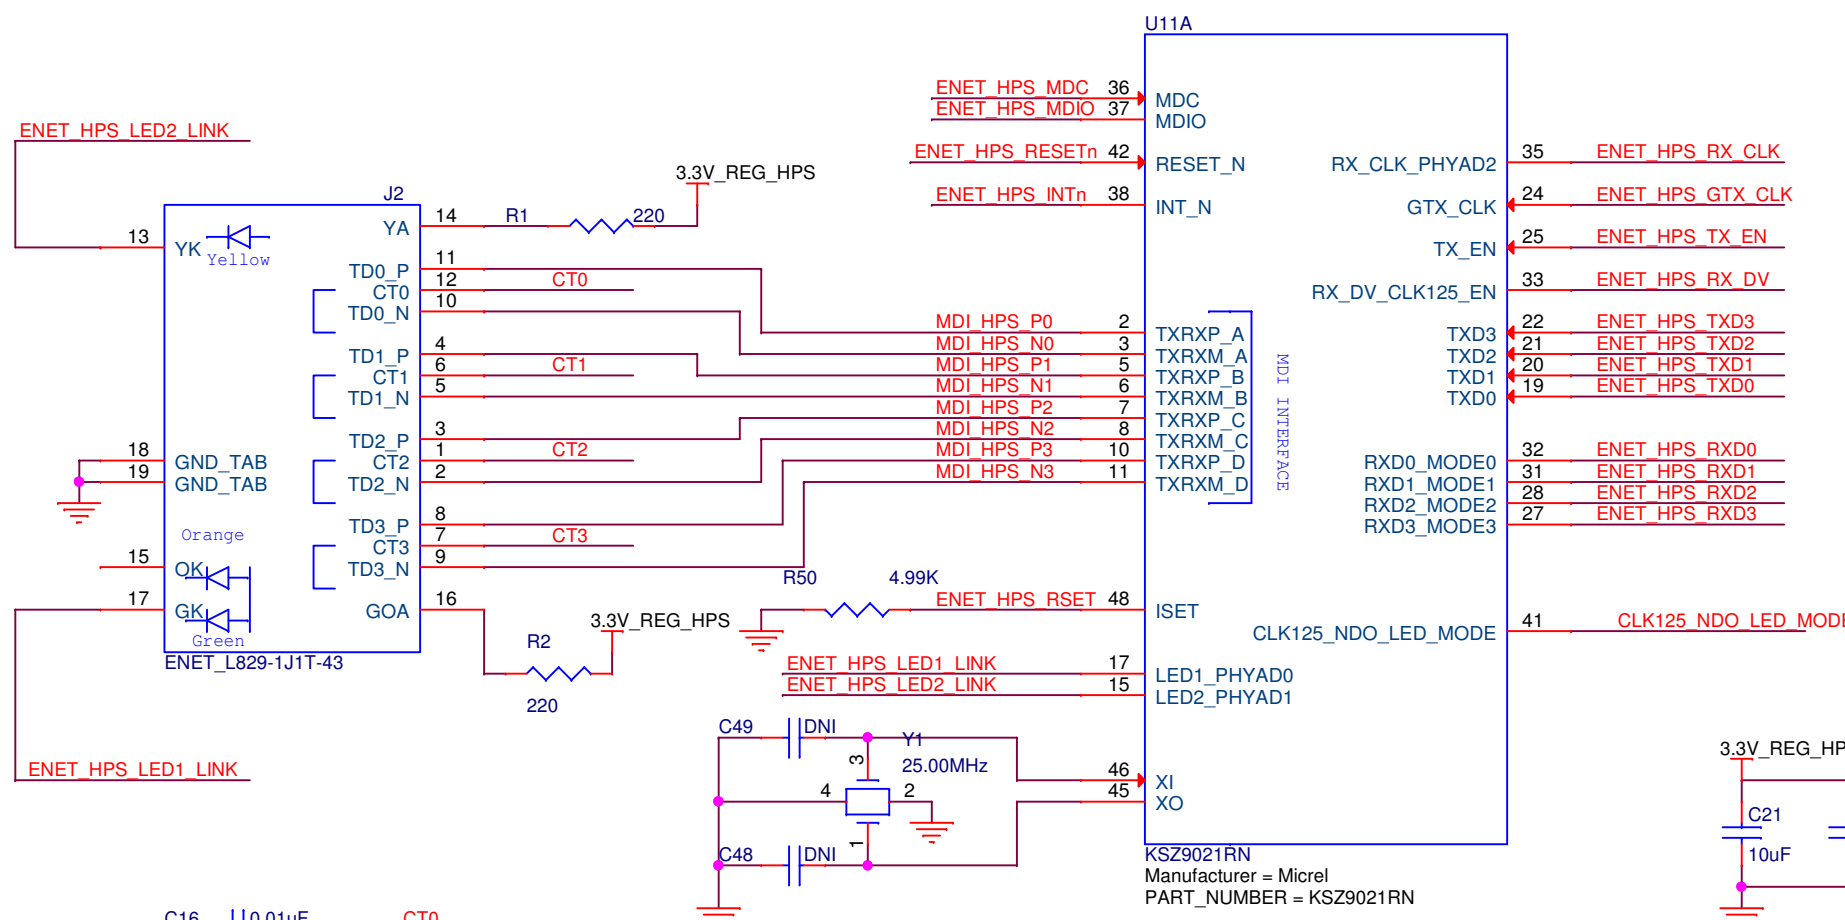 U11A
ENET_HPS_MDC 36 MDC
ENET_HPS_MDIO 37 MDIO
ENET_HPS_LED2_LINK
ENET_HPS_RESETn 42 RESET_N
RX_CLK_PHYAD2 35 ENET_HPS_RX_CLK
3.3V_REG_HPS
J2
ENET_HPS_INTn 38 INT_N
GTX_CLK 24 ENET_HPS_GTX_CLK
YA 14 R1 220
13 YK Yellow
TX_EN 25 ENET_HPS_TX_EN
TD0_P 11
CT0 12 CT0
TD0_N 10
RX_DV_CLK125_EN 33 ENET_HPS_RX_DV
MDI_HPS_P0 2 TXRXP_A
MDI_HPS_N0 3 TXRXM_A
MDI_HPS_P1 5 TXRXP_B
MDI_HPS_N1 6 TXRXM_B
MDI_HPS_P2 7 TXRXP_C
MDI_HPS_N2 8 TXRXM_C
MDI_HPS_P3 10 TXRXP_D
MDI_HPS_N3 11 TXRXM_D
MDI INTERFACE
TXD3 22 ENET_HPS_TXD3
TXD2 21 ENET_HPS_TXD2
TXD1 20 ENET_HPS_TXD1
TXD0 19 ENET_HPS_TXD0
TD1_P 4
CT1 6 CT1
TD1_N 5
TD2_P 3
CT2 1 CT2
TD2_N 2
18 GND_TAB
19 GND_TAB
RXD0_MODE0 32 ENET_HPS_RXD0
RXD1_MODE1 31 ENET_HPS_RXD1
RXD2_MODE2 28 ENET_HPS_RXD2
RXD3_MODE3 27 ENET_HPS_RXD3
TD3_P 8
CT3 7 CT3
TD3_N 9
Orange
15 OK
17 GK
Green
GOA 16
ENET_L829-1J1T-43
R50 4.99K
ENET_HPS_RSET 48 ISET
3.3V_REG_HPS
R2
220
CLK125_NDO_LED_MODE 41 CLK125_NDO_LED_MODE
ENET_HPS_LED1_LINK 17 LED1_PHYAD0
ENET_HPS_LED2_LINK 15 LED2_PHYAD1
C49 DNI
Y1
25.00MHz
3
4 2
1
C48 DNI
46 XI
45 XO
ENET_HPS_LED1_LINK
KSZ9021RN
Manufacturer = Micrel
PART_NUMBER = KSZ9021RN
3.3V_REG_HP
C21
10uF
C16 0.01uF CT0